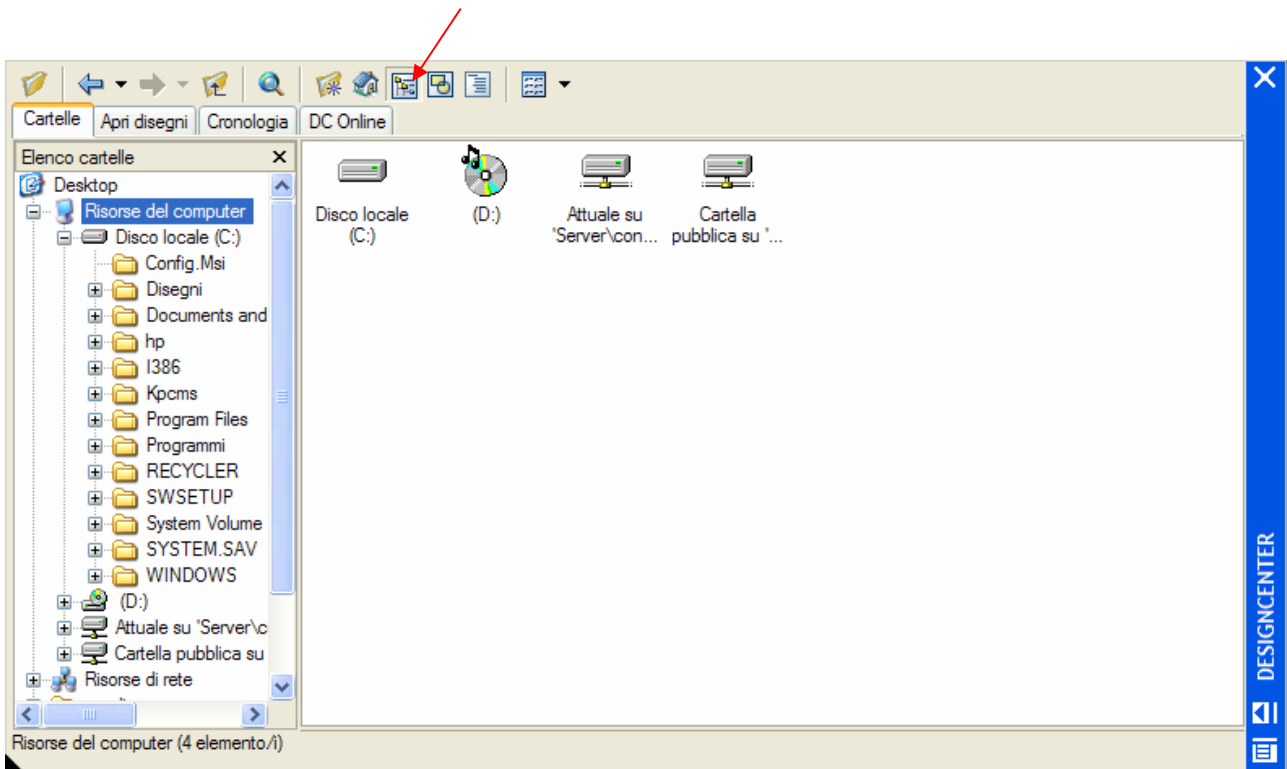 Cartelle
Apri disegni
Cronologia
DC Online
Elenco cartelle
Desktop
Risorse del computer
Disco locale (C:)
Config.Msi
Disegni
Documents and
hp
I386
Kpcms
Program Files
Programmi
RECYCLER
SWSETUP
System Volume
SYSTEM.SAV
WINDOWS
(D:)
Attuale su 'Server\c
Cartella pubblica su
Risorse di rete
Disco locale
(C:)
(D:)
Attuale su
'Server\con...
Cartella
pubblica su '...
Risorse del computer (4 elemento/i)
DESIGNCENTER